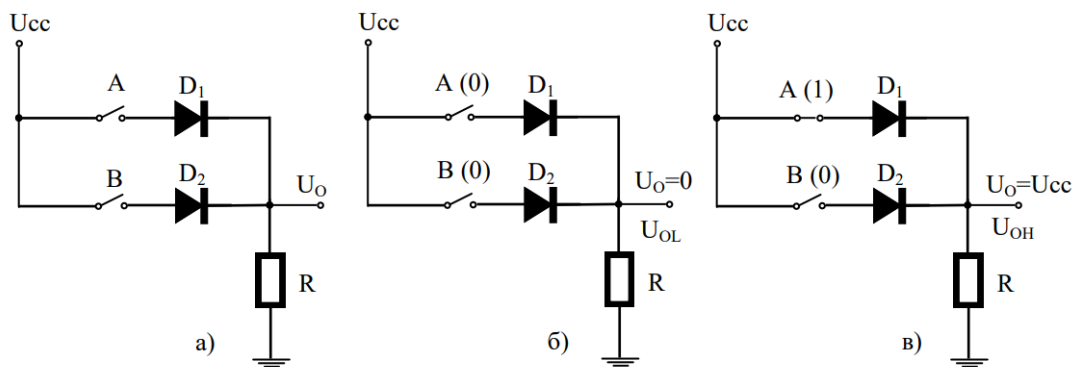 Ucc
A
D1
B
D2
UO
R
а)
Ucc
A (0)
D1
B (0)
D2
UO=0
UOL
R
б)
Ucc
A (1)
D1
B (0)
D2
UO=Ucc
UOH
R
в)